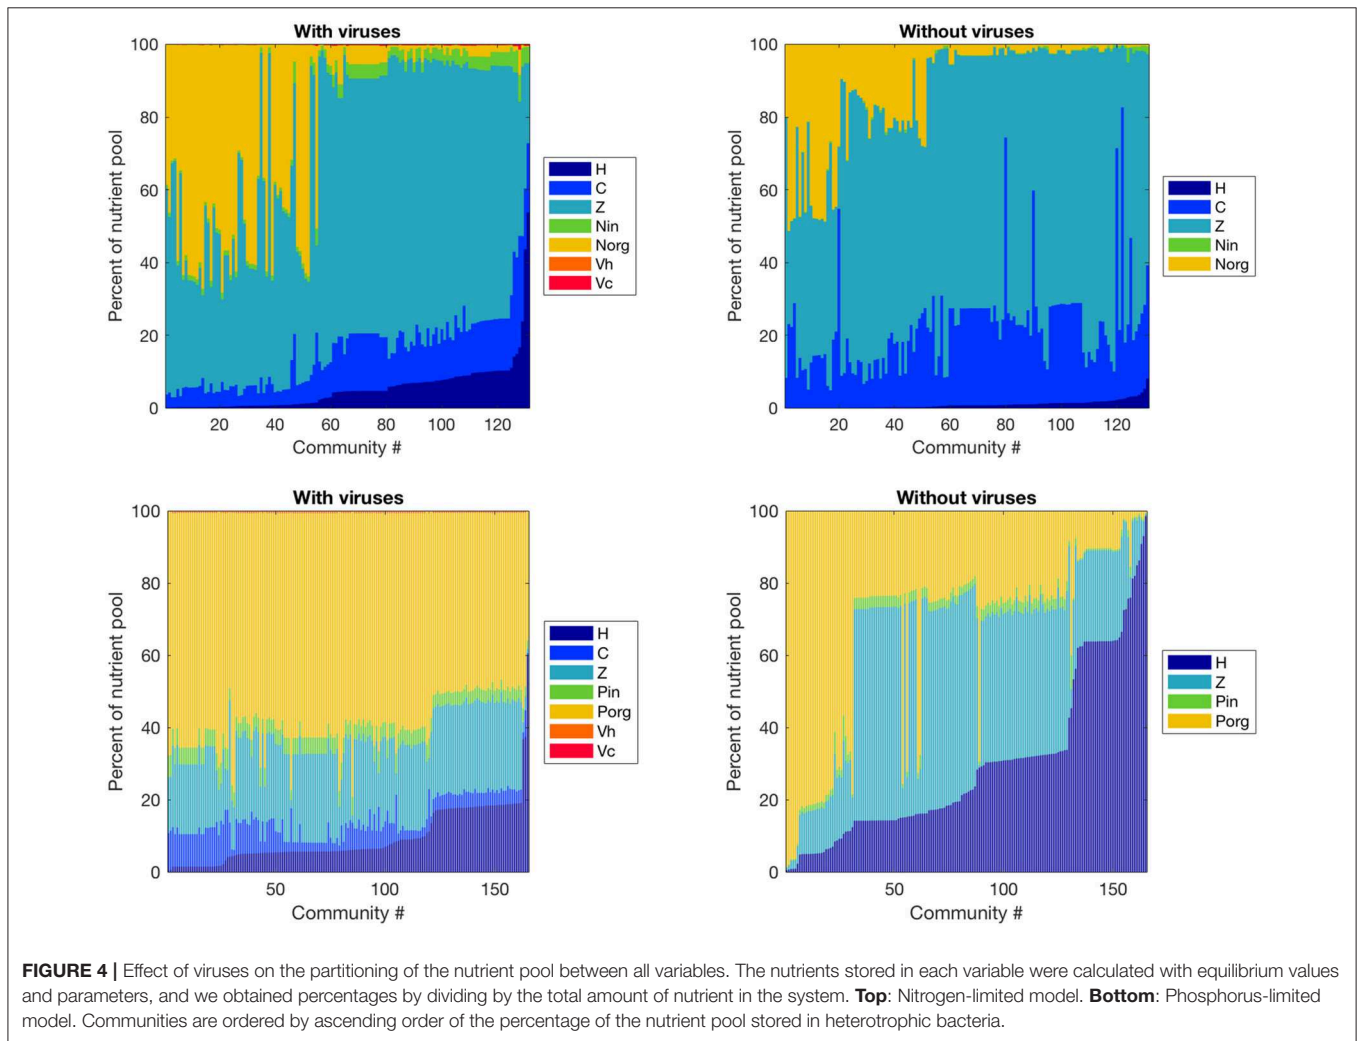 With viruses
100
80
60
40
20
0
Percent of nutrient pool
20
40
60
80
100
120
Community #
H
C
Z
Nin
Norg
Vh
Vc
Without viruses
100
80
60
40
20
0
Percent of nutrient pool
20
40
60
80
100
120
Community #
H
C
Z
Nin
Norg
With viruses
100
80
60
40
20
0
Percent of nutrient pool
50
100
150
Community #
H
C
Z
Pin
Porg
Vh
Vc
Without viruses
100
80
60
40
20
0
Percent of nutrient pool
50
100
150
Community #
H
Z
Pin
Porg
FIGURE 4 | Effect of viruses on the partitioning of the nutrient pool between all variables. The nutrients stored in each variable were calculated with equilibrium values
and parameters, and we obtained percentages by dividing by the total amount of nutrient in the system. Top: Nitrogen-limited model. Bottom: Phosphorus-limited
model. Communities are ordered by ascending order of the percentage of the nutrient pool stored in heterotrophic bacteria.